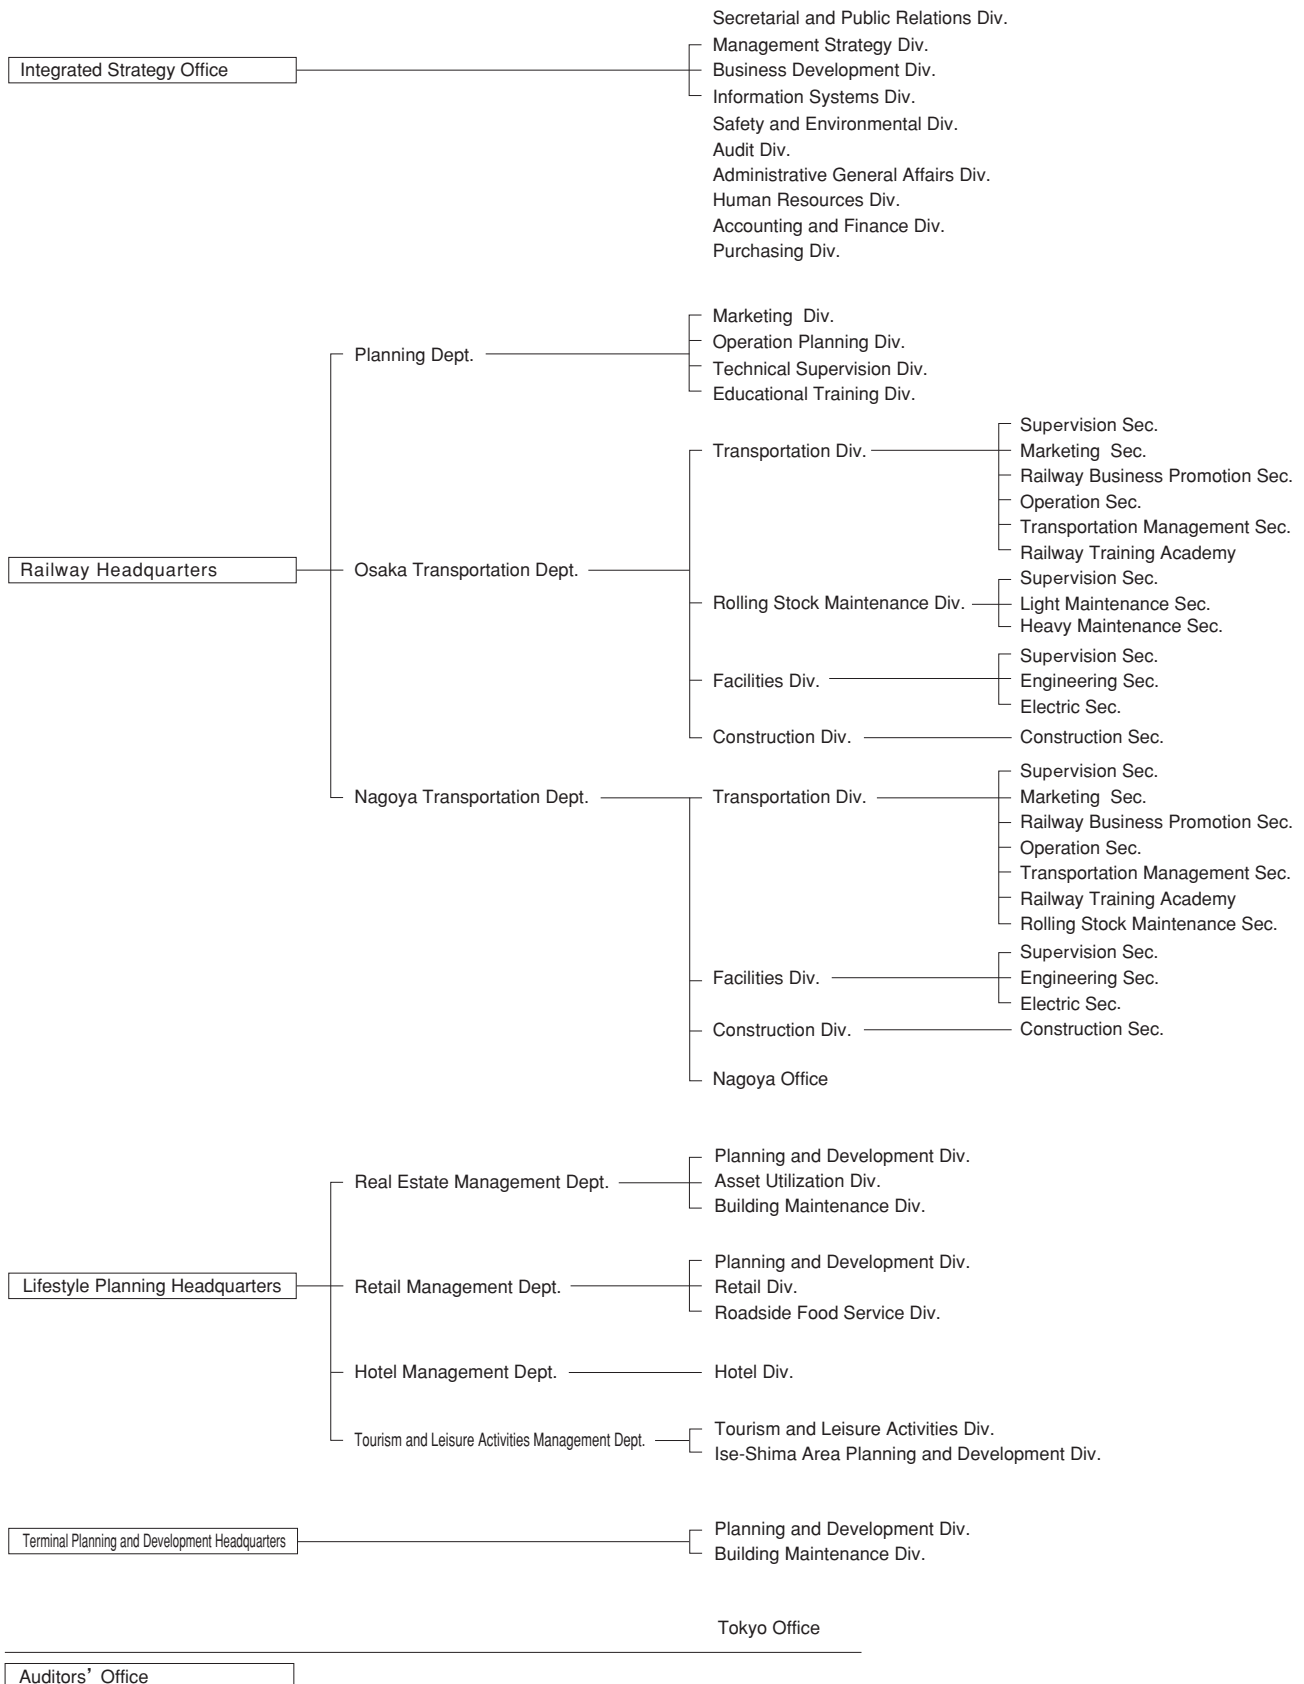 Secretarial and Public Relations Div.
Management Strategy Div.
Integrated Strategy Office
Business Development Div.
Information Systems Div.
Safety and Environmental Div.
Audit Div.
Administrative General Affairs Div.
Human Resources Div.
Accounting and Finance Div.
Purchasing Div.
Marketing Div.
Operation Planning Div.
Planning Dept.
Technical Supervision Div.
Educational Training Div.
Supervision Sec.
Transportation Div.
Marketing Sec.
Railway Business Promotion Sec.
Operation Sec.
Transportation Management Sec.
Railway Training Academy
Railway Headquarters
Osaka Transportation Dept.
Supervision Sec.
Rolling Stock Maintenance Div.
Light Maintenance Sec.
Heavy Maintenance Sec.
Supervision Sec.
Facilities Div.
Engineering Sec.
Electric Sec.
Construction Div.
Construction Sec.
Supervision Sec.
Nagoya Transportation Dept.
Transportation Div.
Marketing Sec.
Railway Business Promotion Sec.
Operation Sec.
Transportation Management Sec.
Railway Training Academy
Rolling Stock Maintenance Sec.
Supervision Sec.
Facilities Div.
Engineering Sec.
Electric Sec.
Construction Div.
Construction Sec.
Nagoya Office
Planning and Development Div.
Real Estate Management Dept.
Asset Utilization Div.
Building Maintenance Div.
Planning and Development Div.
Lifestyle Planning Headquarters
Retail Management Dept.
Retail Div.
Roadside Food Service Div.
Hotel Management Dept.
Hotel Div.
Tourism and Leisure Activities Management Dept.
Tourism and Leisure Activities Div.
Ise-Shima Area Planning and Development Div.
Terminal Planning and Development Headquarters
Planning and Development Div.
Building Maintenance Div.
Tokyo Office
Auditors’ Office